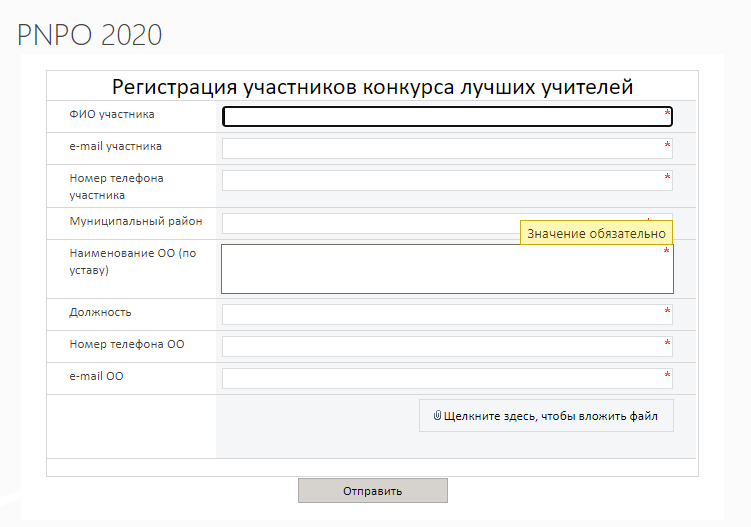 PNPO 2020
Регистрация участников конкурса лучших учителей
ФИО участника
*
e-mail участника
*
Номер телефона
участника
*
Муниципальный район
Значение обязательно
Наименование ОО (по
уставу)
*
Должность
*
Номер телефона ОО
*
e-mail ОО
*
Щелкните здесь, чтобы вложить файл
Отправить